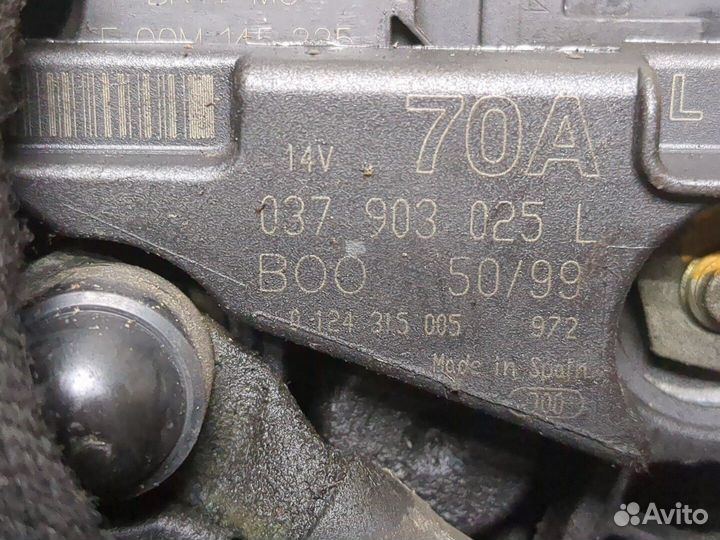 70A
L
14V
037 903 025 L
BOO 50/99
0 124 315 005 972
Made in Spain
Avito